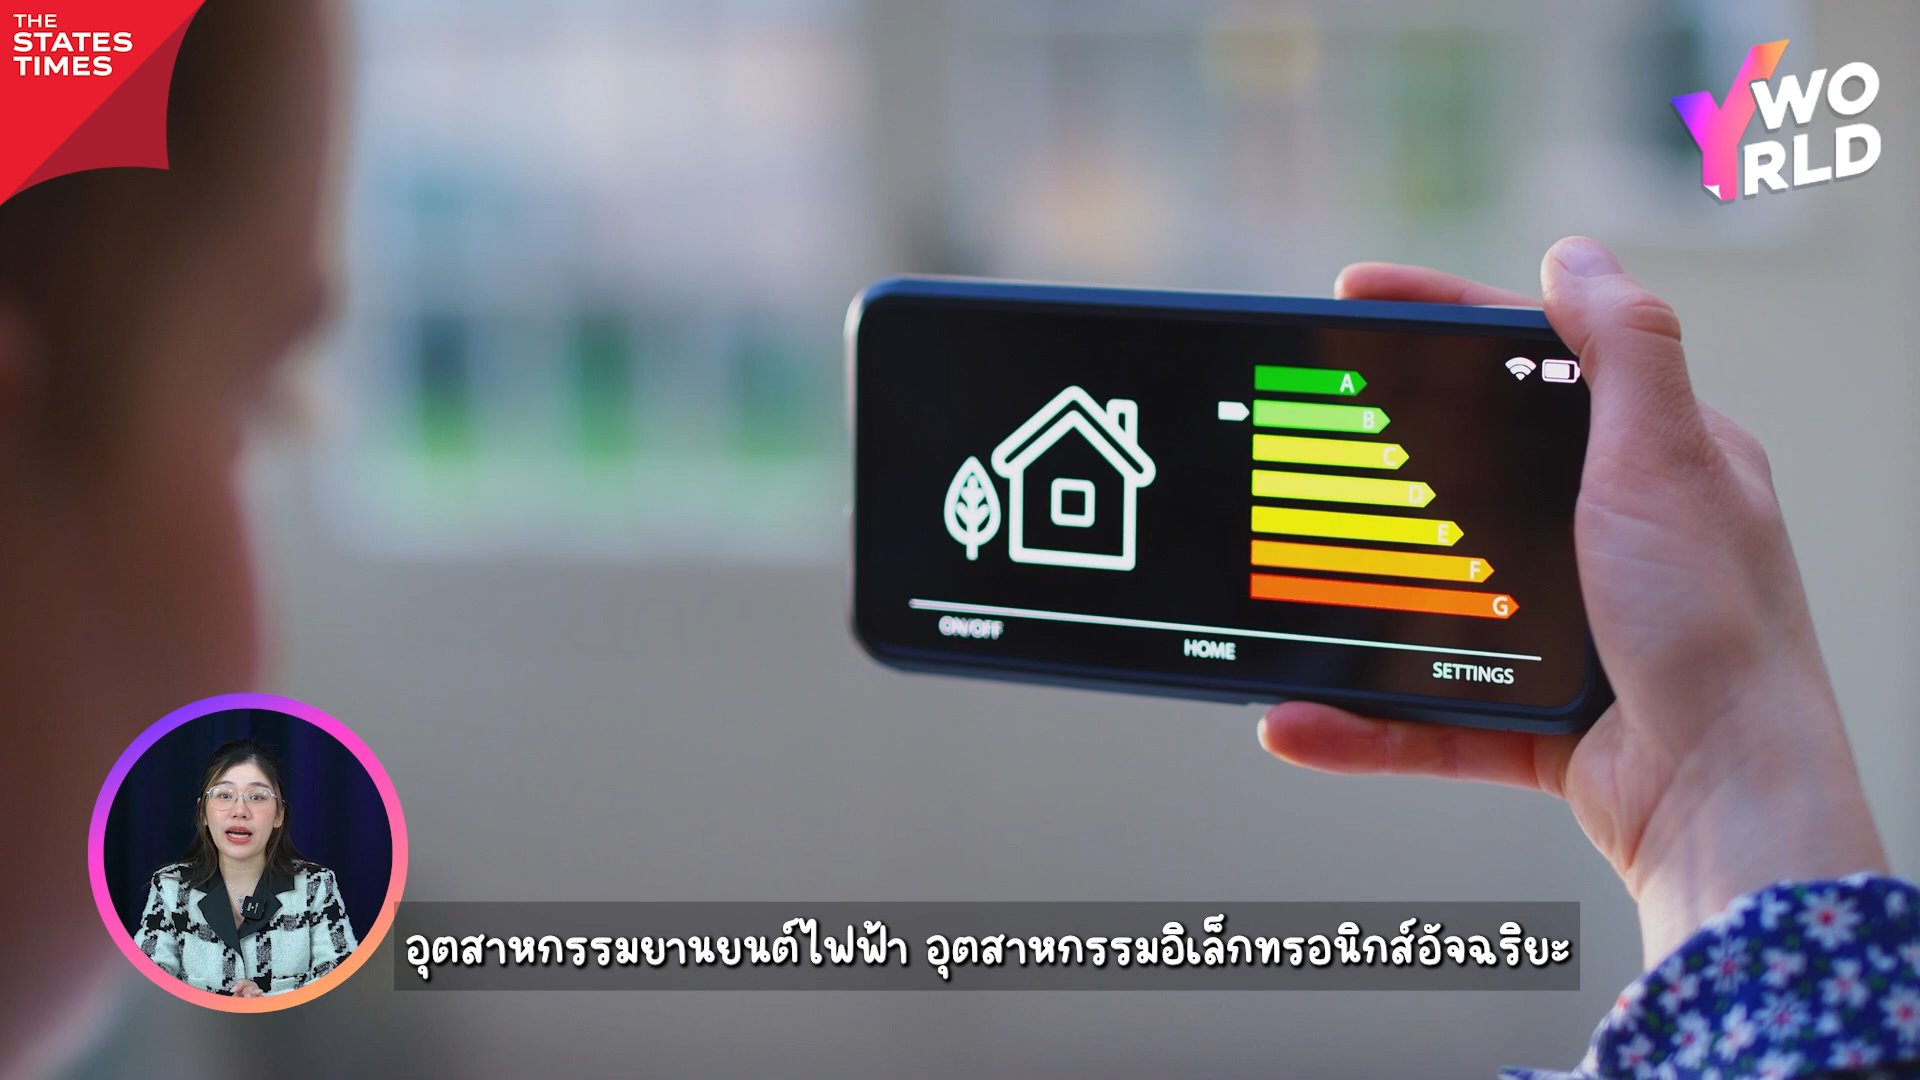 THE
STATES
TIMES
YWO
RLD
A
B
C
D
E
F
G
ON/OFF
HOME
SETTINGS
อุตสาหกรรมยานยนต์ไฟฟ้า อุตสาหกรรมอิเล็กทรอนิกส์อัจฉริยะ